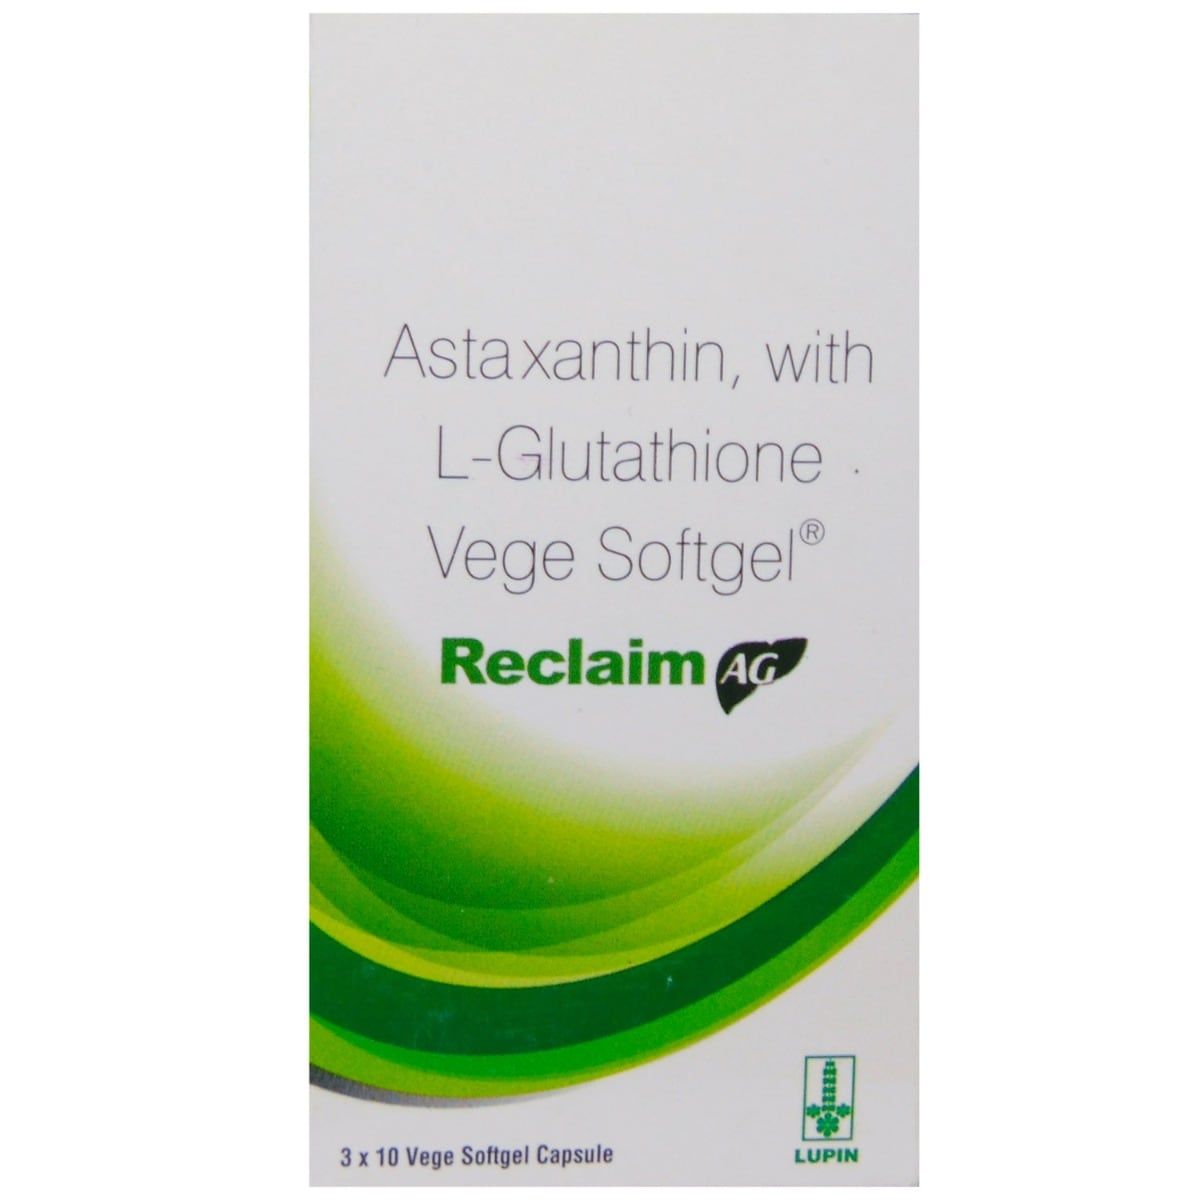 Astaxanthin, with
L-Glutathione
Vege Softgel®
Reclaim AG
3 x 10 Vege Softgel Capsule
LUPIN